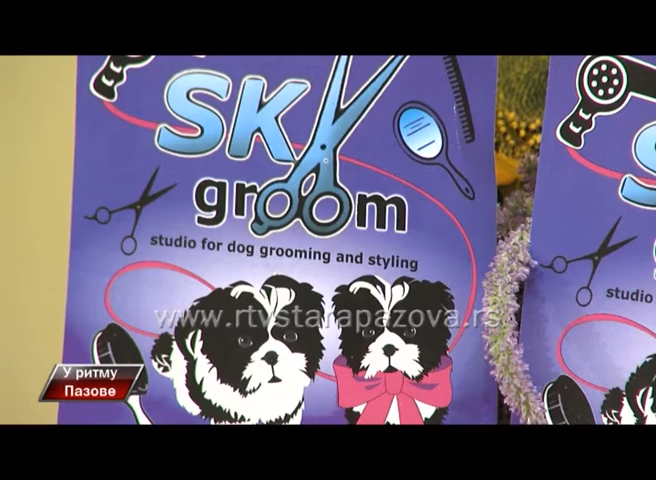 SKY
groom
studio for dog grooming and styling
www.rtvstarapazova.rs
У ритму
Пазове
S
studio